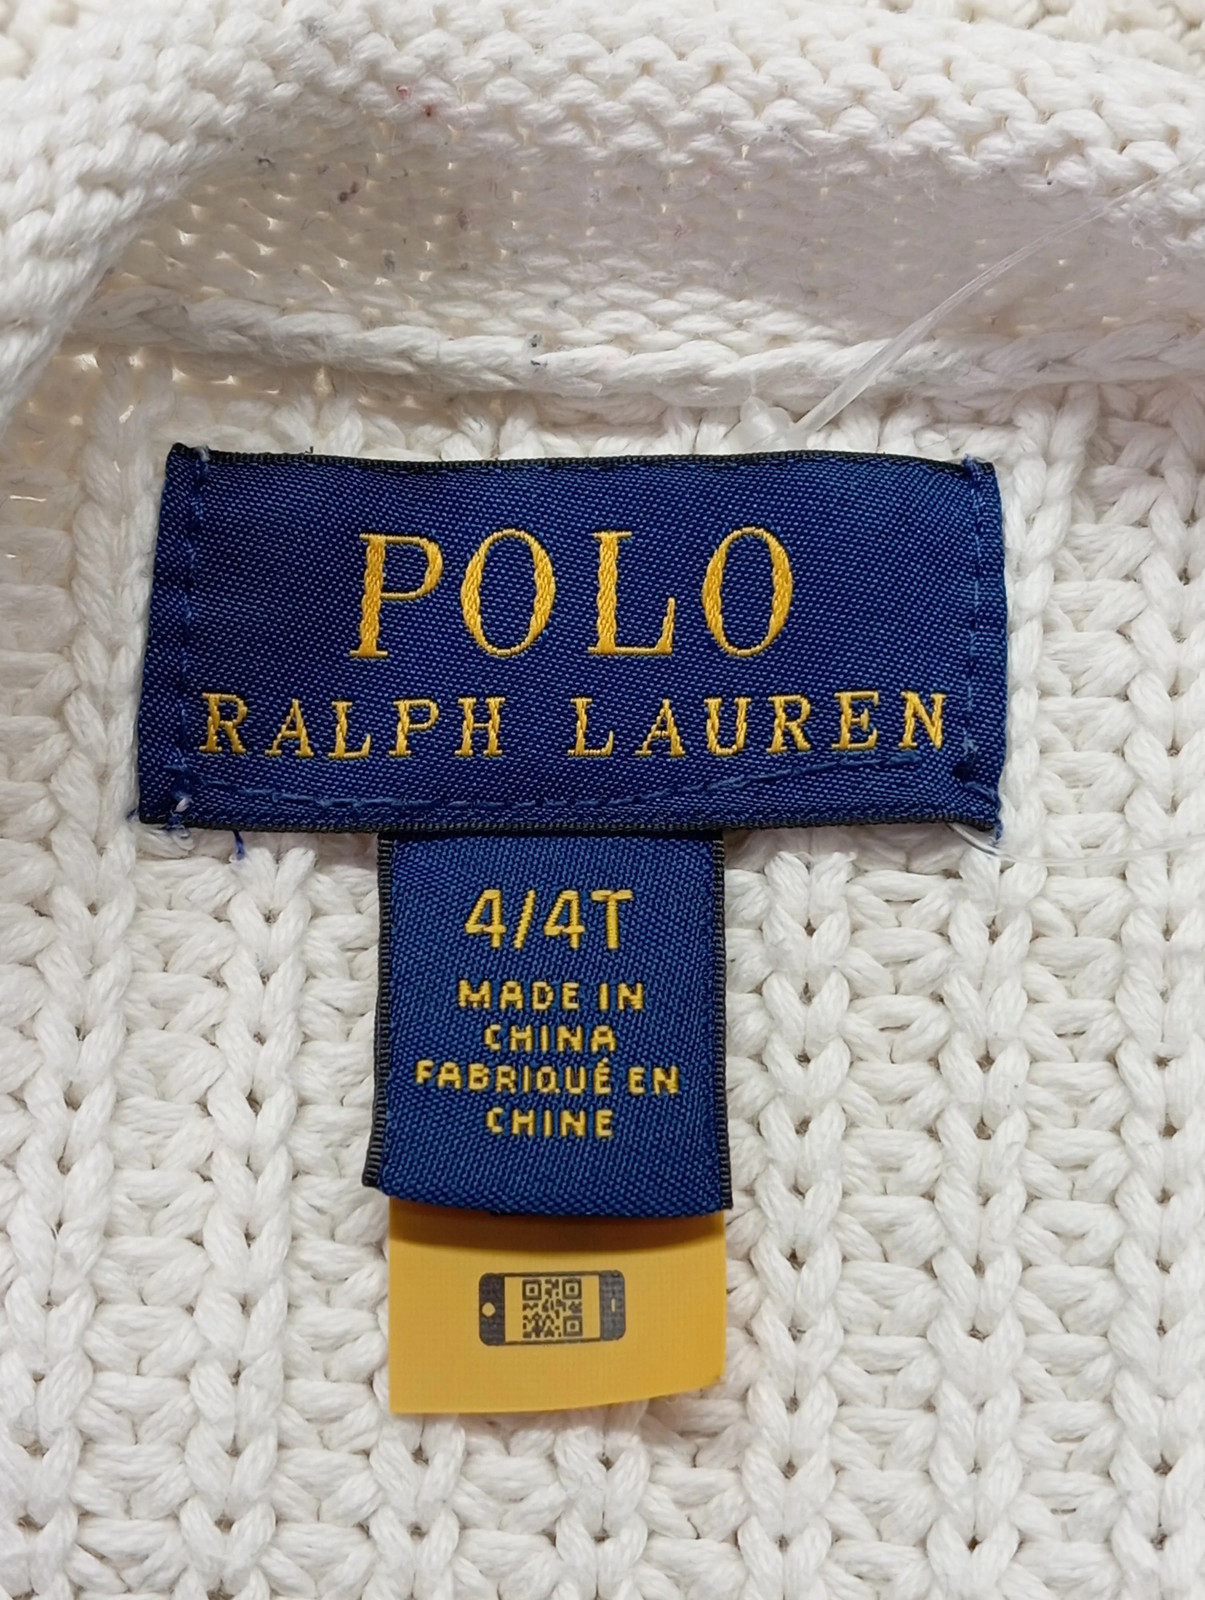 POLO
RALPH LAUREN
4/4T
MADE IN
CHINA
FABRIQUÉ EN
CHINE